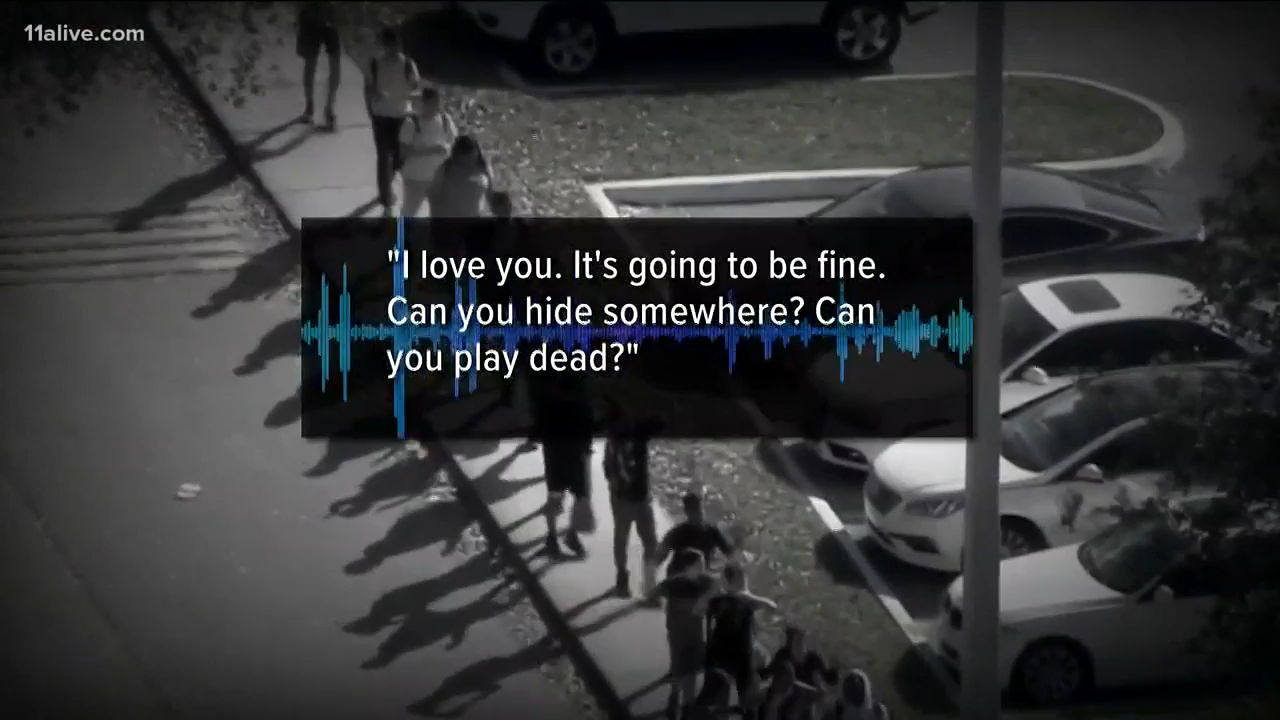 11alive.com
"I love you. It's going to be fine.
Can you hide somewhere? Can
you play dead?"